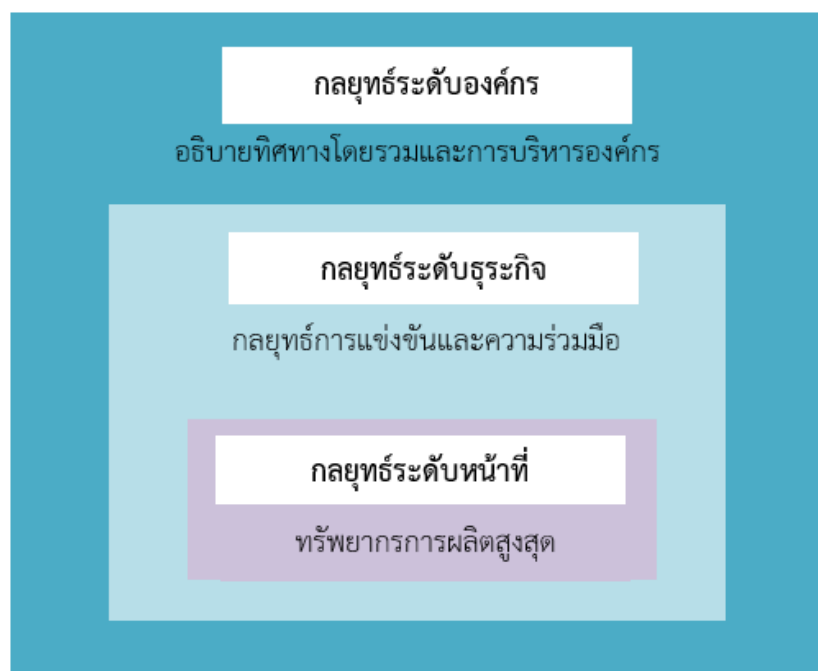 กลยุทธ์ระดับองค์กร
อธิบายทิศทางโดยรวมและการบริหารองค์กร
กลยุทธ์ระดับธุระกิจ
กลยุทธ์การแข่งขันและความร่วมมือ
กลยุทธ์ระดับหน้าที่
ทรัพยากรการผลิตสูงสุด